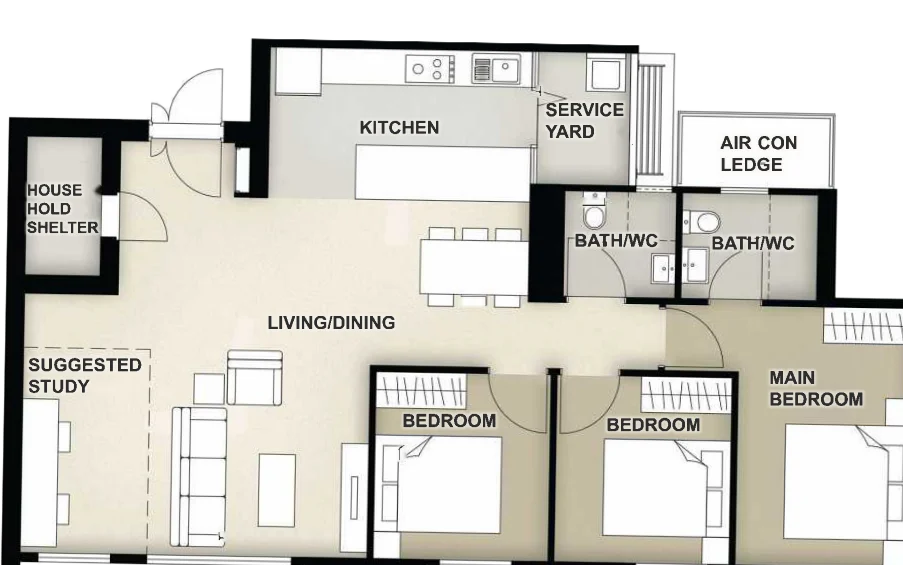 KITCHEN
SERVICE
YARD
AIR CON
LEDGE
HOUSE
HOLD
SHELTER
BATH/WC
BATH/WC
LIVING/DINING
SUGGESTED
STUDY
BEDROOM
BEDROOM
MAIN
BEDROOM